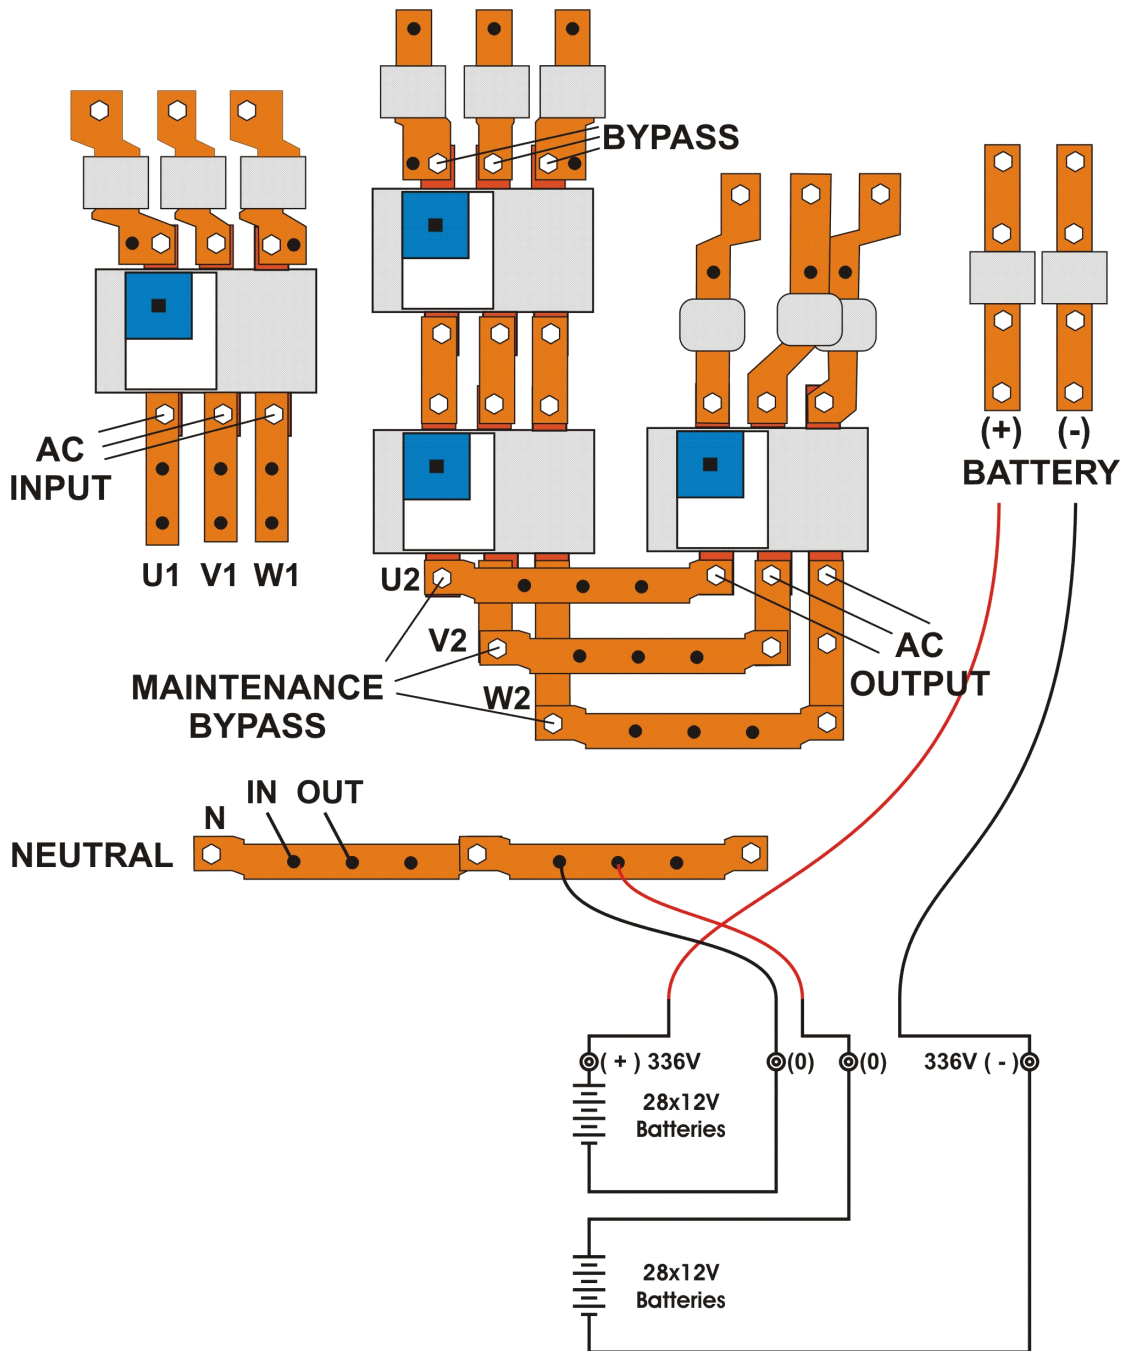 BYPASS
AC
INPUT
U1 V1 W1
(+) (-)
BATTERY
U2
V2
W2
MAINTENANCE
BYPASS
AC
OUTPUT
IN OUT
N
NEUTRAL
( + ) 336V
(0)
(0)
336V ( - )
28x12V
Batteries
28x12V
Batteries